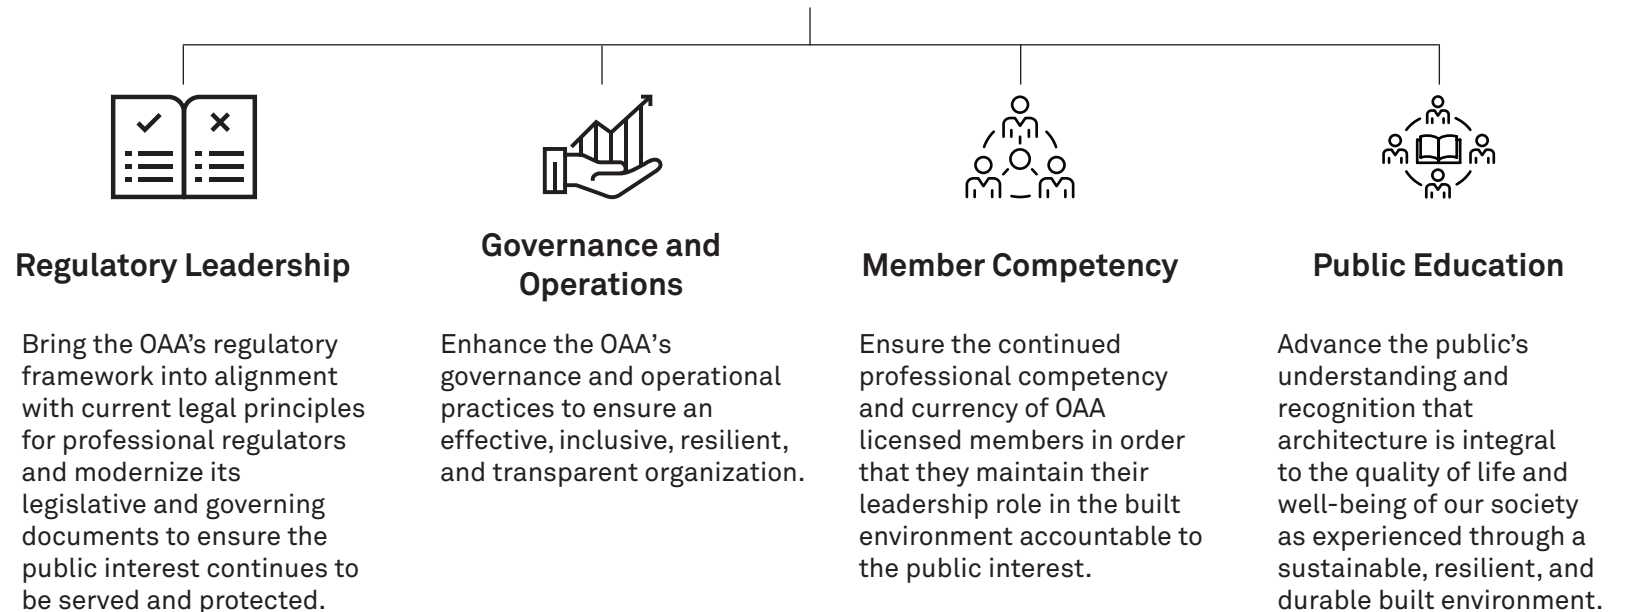 Regulatory Leadership
Bring the OAA’s regulatory
framework into alignment
with current legal principles
for professional regulators
and modernize its
legislative and governing
documents to ensure the
public interest continues to
be served and protected.
Governance and
Operations
Enhance the OAA's
governance and operational
practices to ensure an
effective, inclusive, resilient,
and transparent organization.
Member Competency
Ensure the continued
professional competency
and currency of OAA
licensed members in order
that they maintain their
leadership role in the built
environment accountable to
the public interest.
Public Education
Advance the public’s
understanding and
recognition that
architecture is integral
to the quality of life and
well-being of our society
as experienced through a
sustainable, resilient, and
durable built environment.